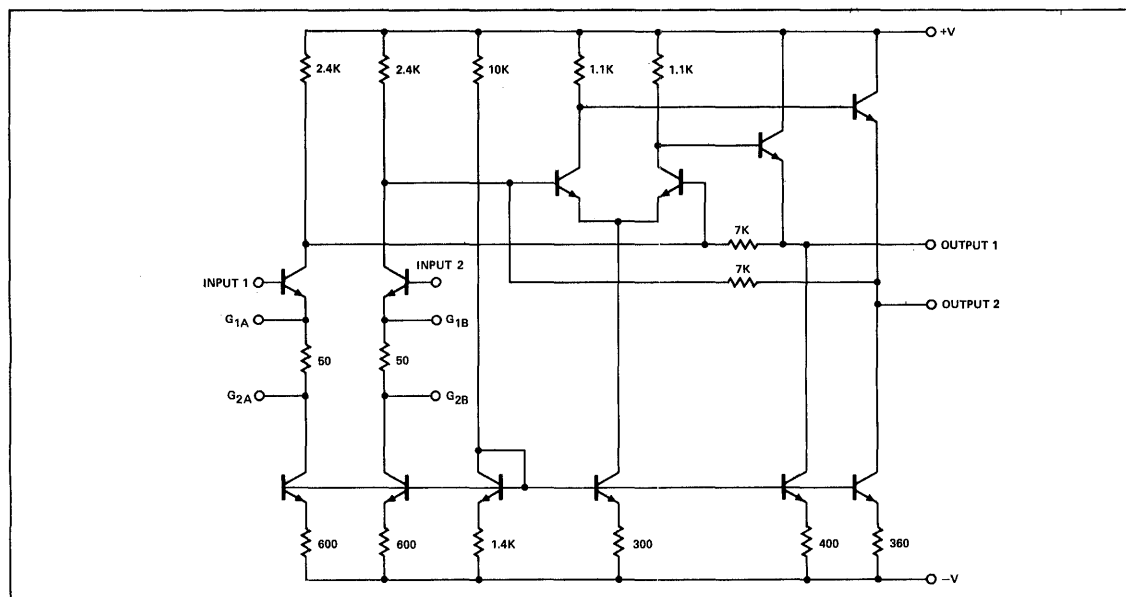 +V
2.4K 2.4K 10K 1.1K 1.1K
7K
OUTPUT 1
INPUT 1 INPUT 2
7K
OUTPUT 2
G1A G1B
50 50
G2A G2B
600 600 1.4K 300 400 360
−V